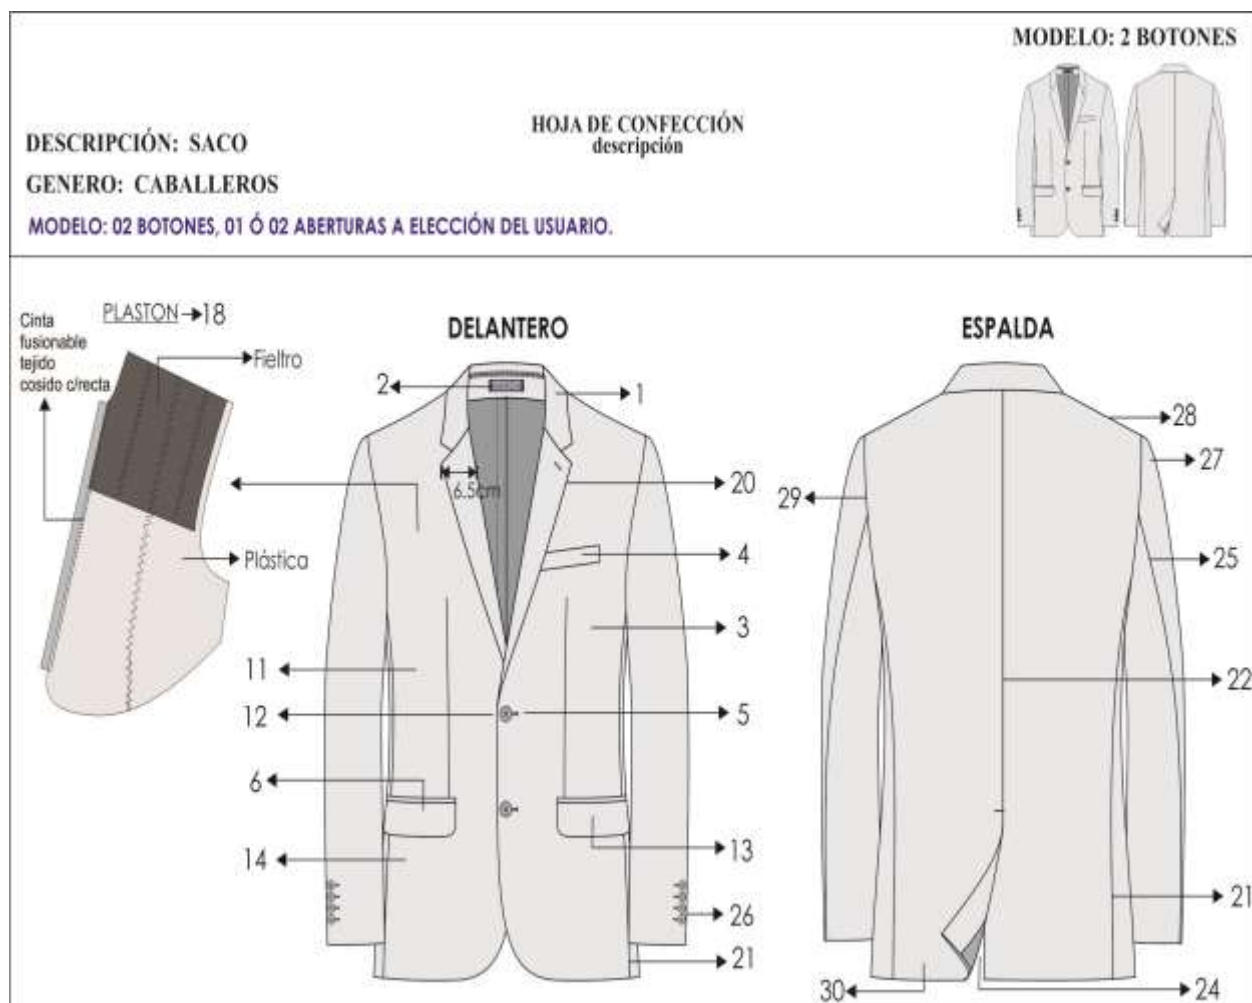 MODELO: 2 BOTONES
HOJA DE CONFECCIÓN
descripción
DESCRIPCIÓN: SACO
GENERO: CABALLEROS
MODELO: 02 BOTONES, 01 Ó 02 ABERTURAS A ELECCIÓN DEL USUARIO.
PLASTON 18
Cinta
fusionable
tejido
cosido c/recta
Fieltro
Plástica
DELANTERO
2
1
6.5cm
20
4
3
11
12
5
6
14
13
26
21
ESPALDA
28
27
29
25
22
21
30
24